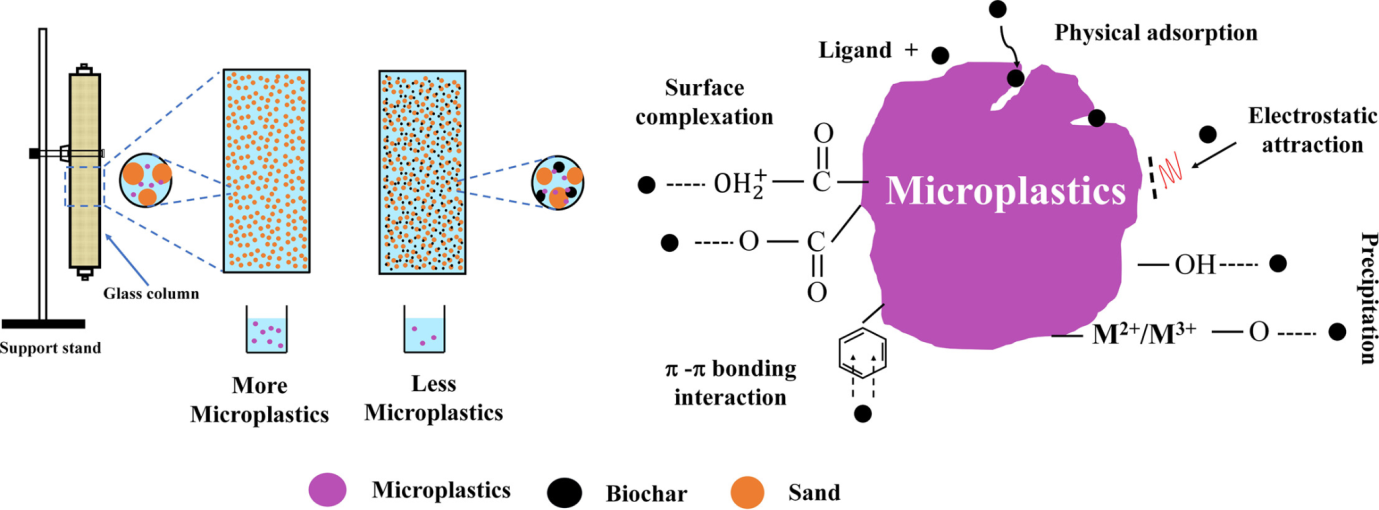 Glass column
Support stand
More
Microplastics
Less
Microplastics
Ligand +
Physical adsorption
Surface
complexation
Electrostatic
attraction
O
OH₂⁺ — C
Microplastics
O — C
O
OH
Precipitation
M²⁺/M³⁺ — O
π -π bonding
interaction
Microplastics
Biochar
Sand